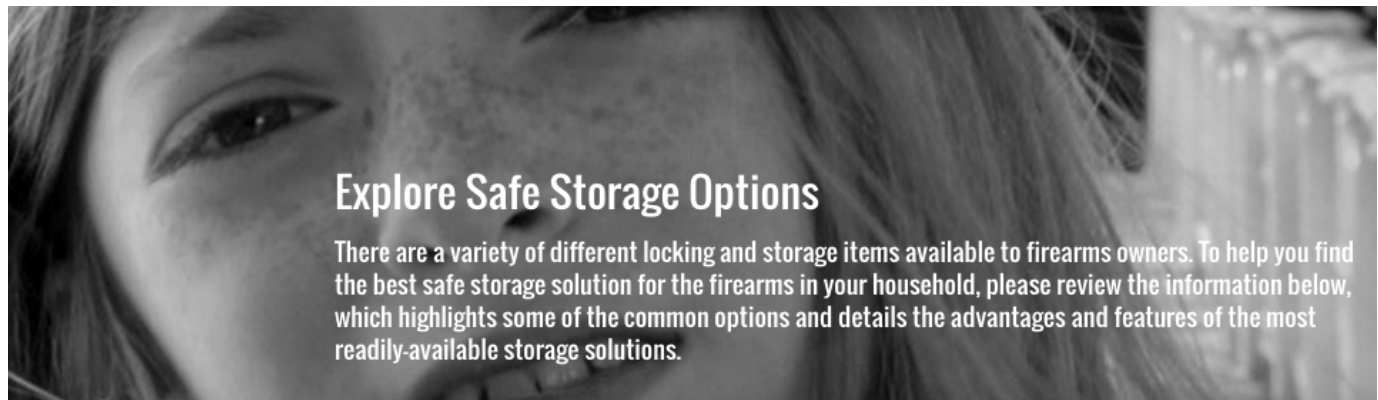 Explore Safe Storage Options
There are a variety of different locking and storage items available to firearms owners. To help you find
the best safe storage solution for the firearms in your household, please review the information below,
which highlights some of the common options and details the advantages and features of the most
readily-available storage solutions.